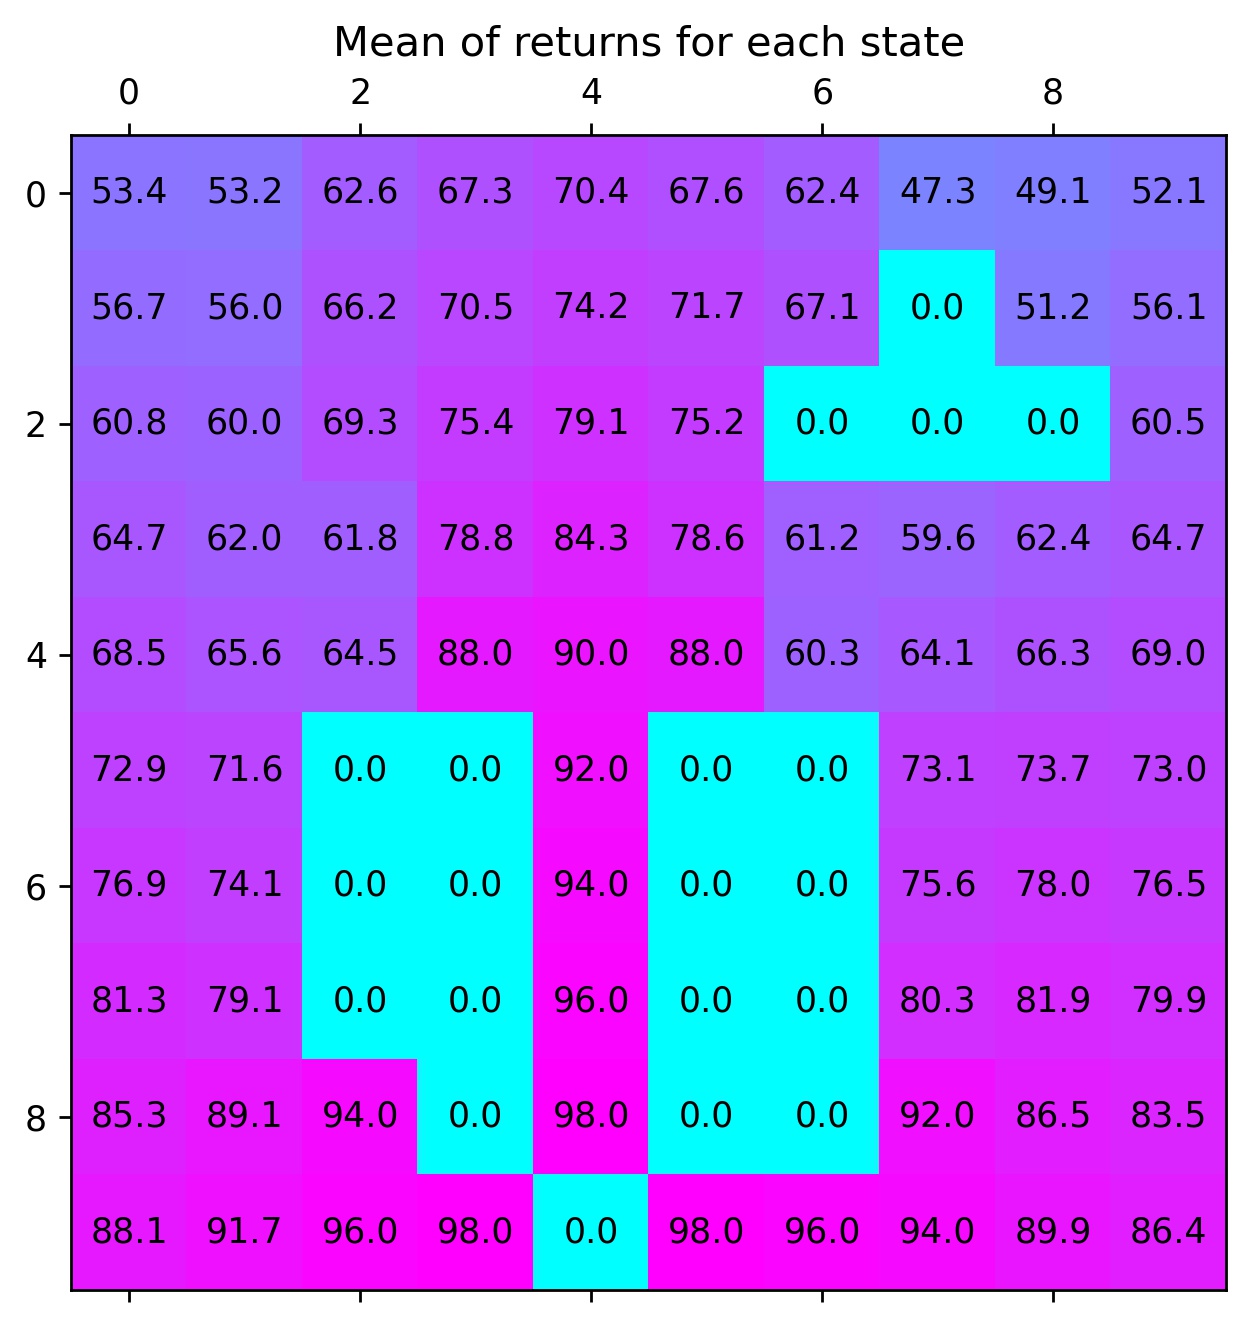 Mean of returns for each state
0 2 4 6 8
0 53.4 53.2 62.6 67.3 70.4 67.6 62.4 47.3 49.1 52.1
56.7 56.0 66.2 70.5 74.2 71.7 67.1 0.0 51.2 56.1
2 60.8 60.0 69.3 75.4 79.1 75.2 0.0 0.0 0.0 60.5
64.7 62.0 61.8 78.8 84.3 78.6 61.2 59.6 62.4 64.7
4 68.5 65.6 64.5 88.0 90.0 88.0 60.3 64.1 66.3 69.0
72.9 71.6 0.0 0.0 92.0 0.0 0.0 73.1 73.7 73.0
6 76.9 74.1 0.0 0.0 94.0 0.0 0.0 75.6 78.0 76.5
81.3 79.1 0.0 0.0 96.0 0.0 0.0 80.3 81.9 79.9
8 85.3 89.1 94.0 0.0 98.0 0.0 0.0 92.0 86.5 83.5
88.1 91.7 96.0 98.0 0.0 98.0 96.0 94.0 89.9 86.4